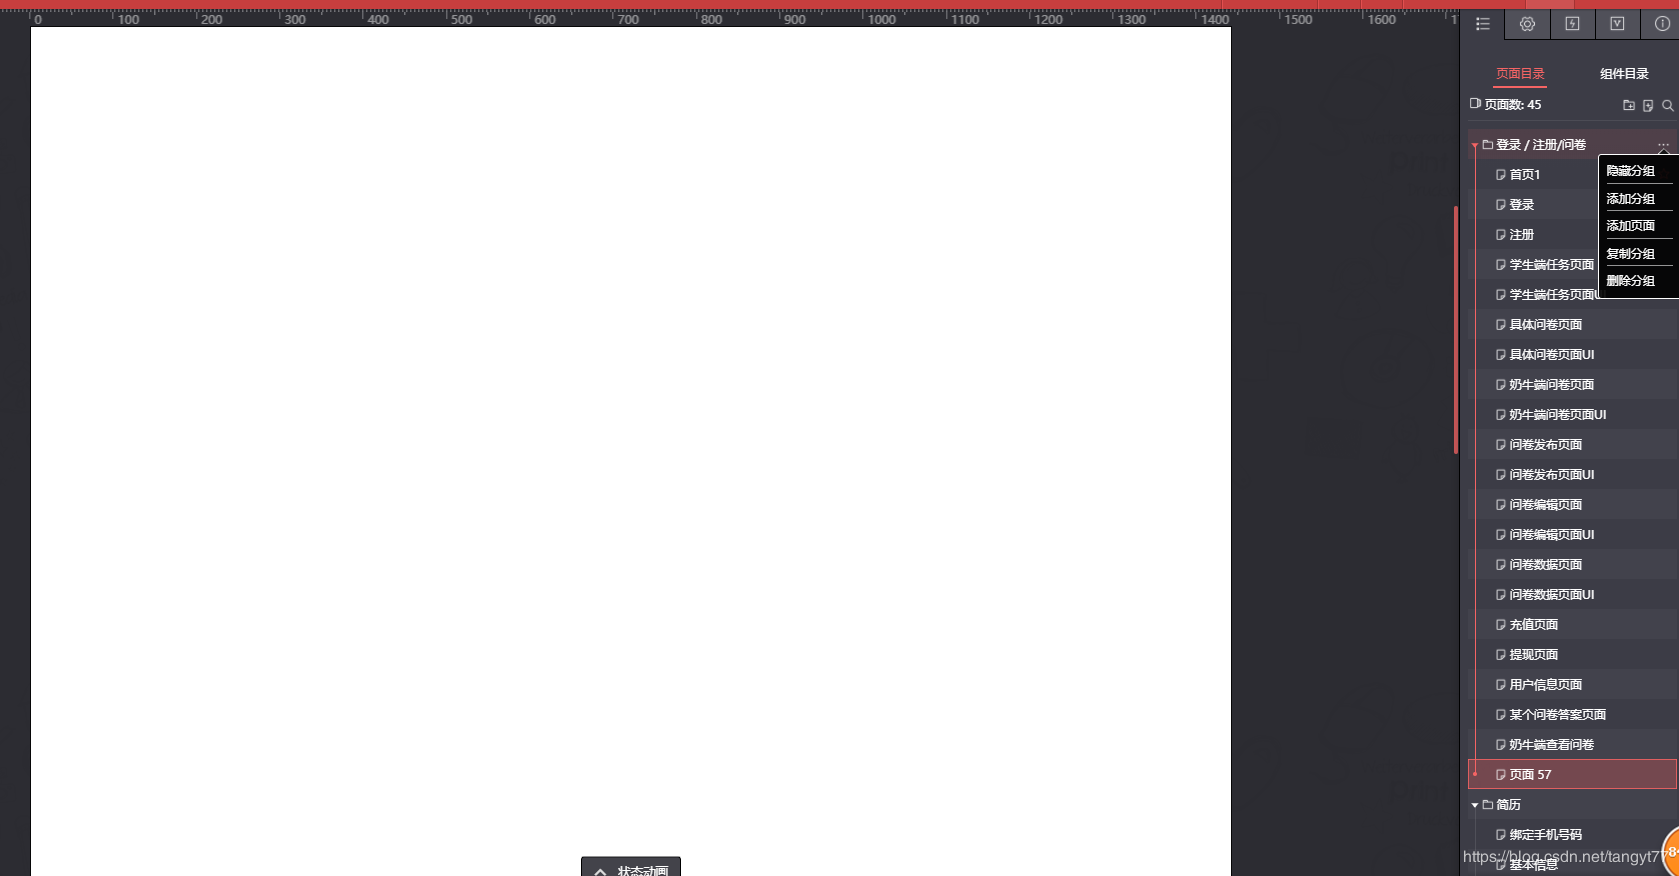 0 100 200 300 400 500 600 700 800 900 1000 1100 1200 1300 1400 1500 1600
页面目录 组件目录
页面数: 45
登录 / 注册/问卷
隐藏分组
添加分组
添加页面
复制分组
删除分组
首页1
登录
注册
学生端任务页面
学生端任务页面U
具体问卷页面
具体问卷页面UI
奶牛端问卷页面
奶牛端问卷页面UI
问卷发布页面
问卷发布页面UI
问卷编辑页面
问卷编辑页面UI
问卷数据页面
问卷数据页面UI
充值页面
提现页面
用户信息页面
某个问卷答案页面
奶牛端查看问卷
页面 57
简历
绑定手机号码
基本信息
状态动画
https://blog.csdn.net/tangyt77